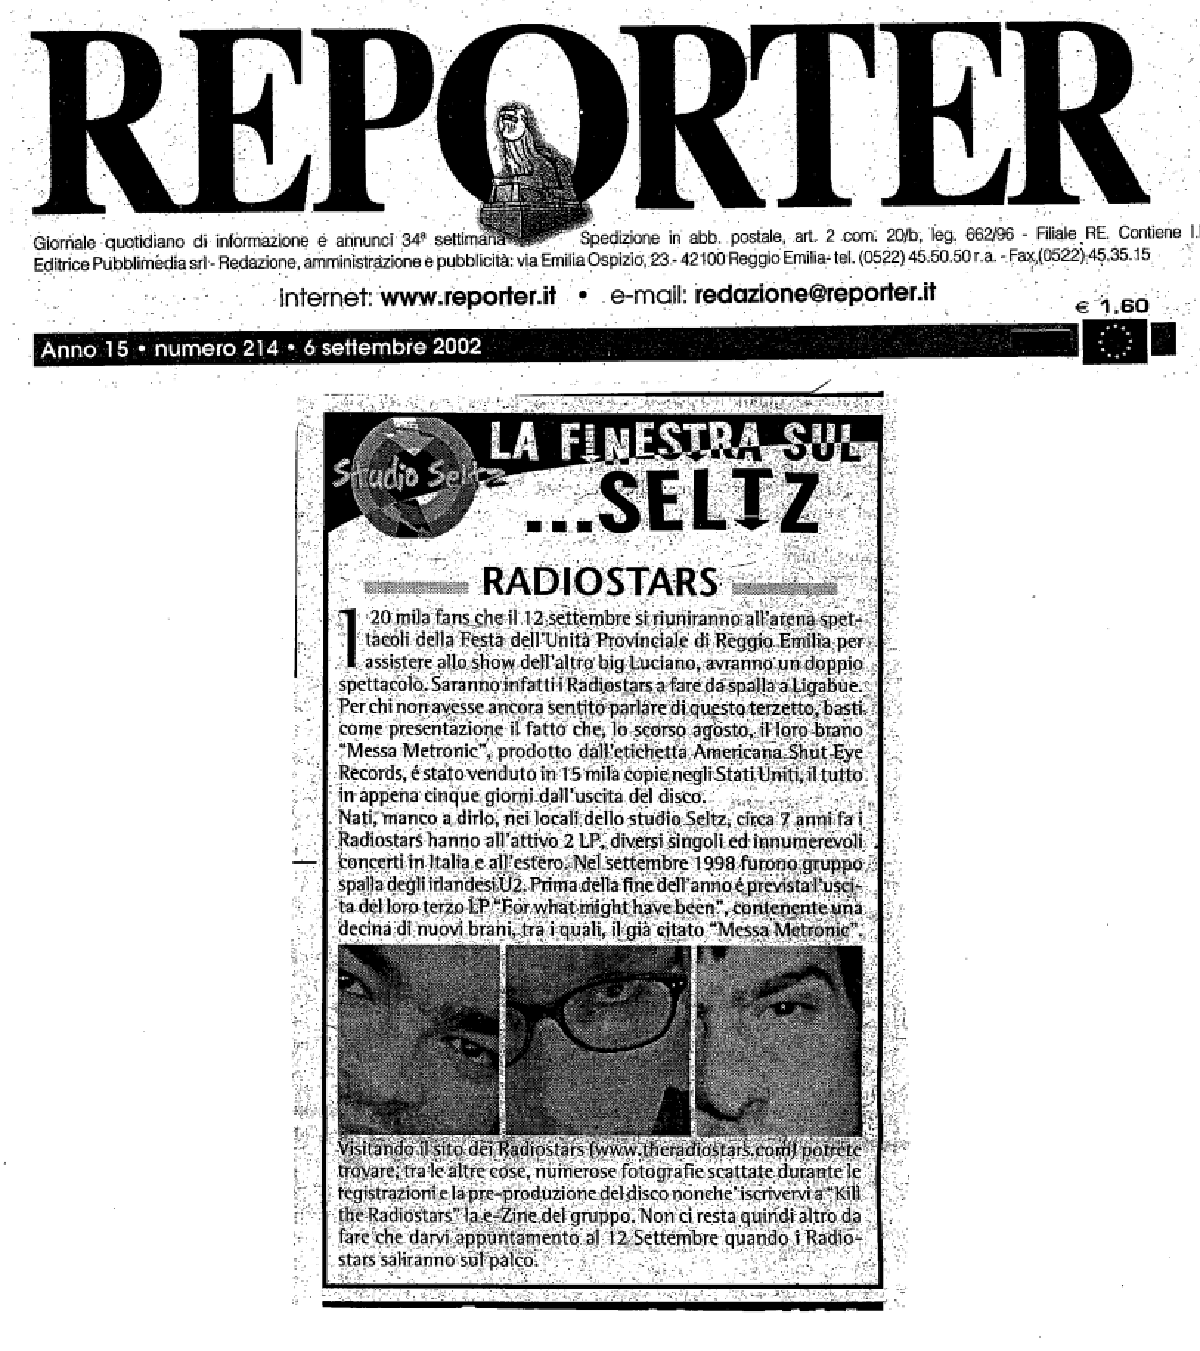 REPORTER
Giornale quotidiano di informazione e annunci 34ª settimana Spedizione in abb. postale, art. 2 com. 20/b, leg. 662/96 - Filiale RE. Contiene I.
Editrice Pubblimedia srl - Redazione, amministrazione e pubblicità: via Emilia Ospizio, 23 - 42100 Reggio Emilia - tel. (0522) 45.50.50 r.a. - Fax (0522) 45.35.15
Internet: www.reporter.it • e-mail: redazione@reporter.it
€ 1.60
Anno 15 • numero 214 • 6 settembre 2002
LA FINESTRA SUL
Studio Seltz
...SELTZ
RADIOSTARS
I 20 mila fans che il 12 settembre si riuniranno all'arena spet-
tacoli della Festa dell'Unità Provinciale di Reggio Emilia per
assistere allo show dell'altro big Luciano, avranno un doppio
spettacolo. Saranno infatti i Radiostars a fare da spalla a Ligabue.
Per chi non avesse ancora sentito parlare di questo terzetto, basti
come presentazione il fatto che, lo scorso agosto, il loro brano
“Messa Metronic”, prodotto dall'etichetta Americana Shut Eye
Records, é stato venduto in 15 mila copie negli Stati Uniti, il tutto
in appena cinque giorni dall'uscita del disco.
Nati, manco a dirlo, nei locali dello studio Seltz, circa 7 anni fa i
Radiostars hanno all'attivo 2 LP, diversi singoli ed innumerevoli
concerti in Italia e all'estero. Nel settembre 1998 furono gruppo
spalla degli irlandesi U2. Prima della fine dell'anno é prevista l'usci-
ta del loro terzo LP “For what might have been”, contenente una
decina di nuovi brani, tra i quali, il già citato “Messa Metronic”.
Visitando il sito dei Radiostars (www.theradiostars.com) potrete
trovare, tra le altre cose, numerose fotografie scattate durante le
registrazioni e la pre-produzione del disco nonche' iscrivervi a “Kill
the Radiostars” la e-Zine del gruppo. Non ci resta quindi altro da
fare che darvi appuntamento al 12 Settembre quando i Radio-
stars saliranno sul palco.